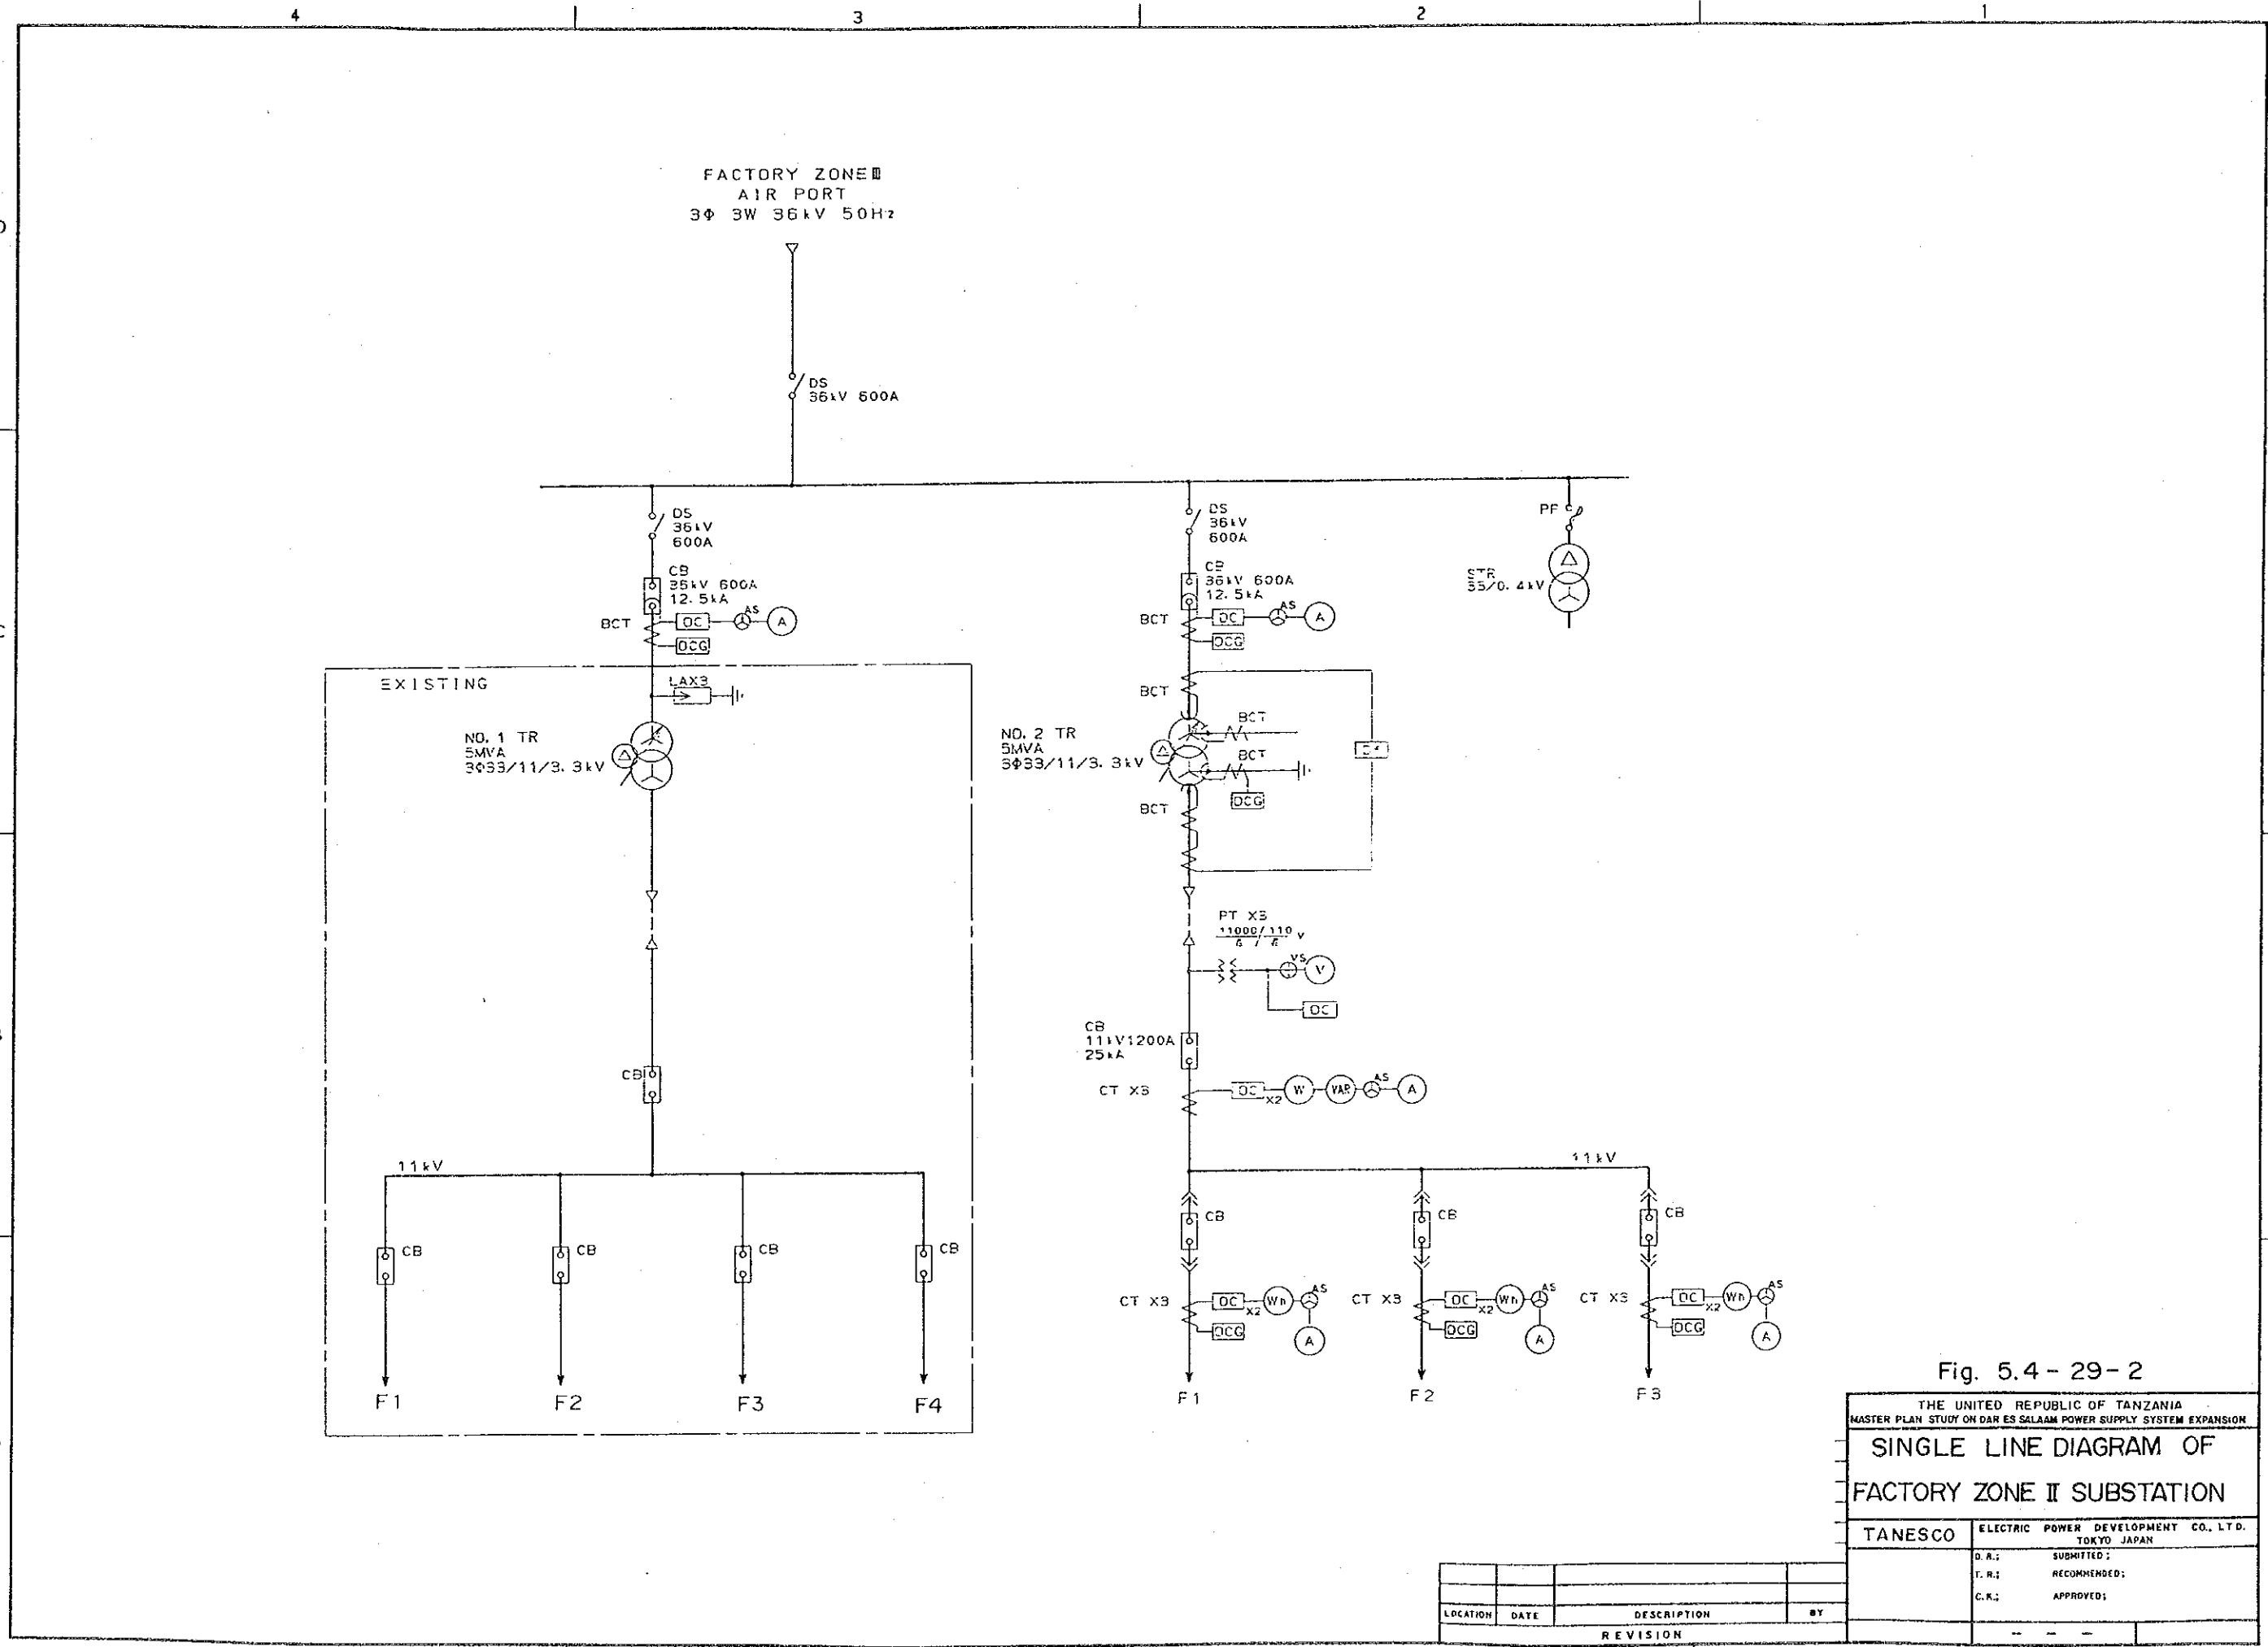 4
3
2
1
FACTORY ZONE Ⅲ
AIR PORT
3Φ 3W 36kV 50Hz
DS
36kV 600A
DS
36kV
600A
CB
36kV 600A
12.5kA
BCT
OC
AS
A
OCG
EXISTING
LAX3
NO. 1 TR
5MVA
3Φ33/11/3.3kV
CB
11kV
CB
CB
CB
CB
F1
F2
F3
F4
DS
36kV
600A
CB
36kV 600A
12.5kA
BCT
OC
AS
A
OCG
BCT
BCT
NO. 2 TR
5MVA
3Φ33/11/3.3kV
BCT
OCG
BCT
PT X3
11000/110 V
VS
V
OC
CB
11kV1200A
25kA
CT X3
OC
X2
W
VAR
AS
A
11kV
CB
CB
CB
CT X3
OC
X2
Wh
AS
OCG
A
CT X3
OC
X2
Wh
AS
OCG
A
CT X3
OC
X2
Wh
AS
OCG
A
F1
F2
F3
PF
STR
33/0.4kV
Fig. 5.4-29-2
THE UNITED REPUBLIC OF TANZANIA
MASTER PLAN STUDY ON DAR ES SALAAM POWER SUPPLY SYSTEM EXPANSION
SINGLE LINE DIAGRAM OF
FACTORY ZONE Ⅱ SUBSTATION
TANESCO
ELECTRIC POWER DEVELOPMENT CO., LTD.
TOKYO JAPAN
D.R.; SUBMITTED;
T.R.; RECOMMENDED;
C.K.; APPROVED;
LOCATION DATE DESCRIPTION BY
REVISION